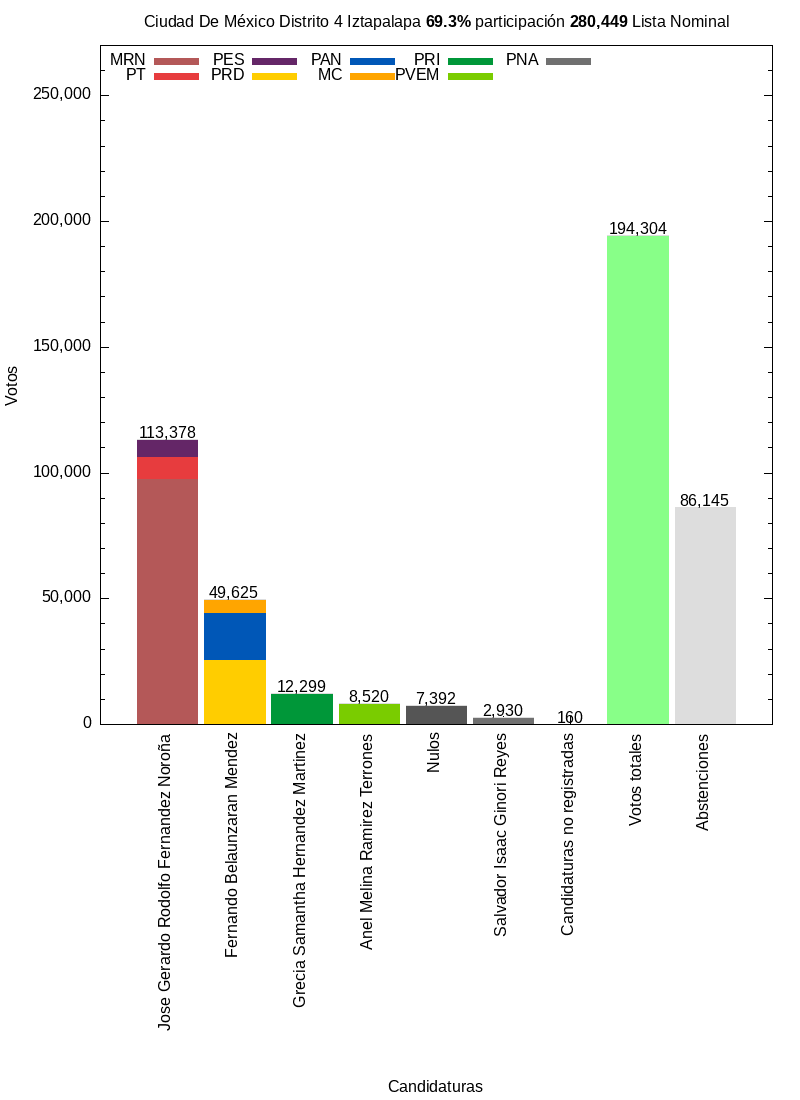 Ciudad De México Distrito 4 Iztapalapa 69.3% participación 280,449 Lista Nominal
MRN PES PAN PRI PNA
PT PRD MC PVEM
250,000
200,000
150,000
100,000
50,000
0
Votos
113,378
49,625
12,299
8,520
7,392
2,930
160
194,304
86,145
Jose Gerardo Rodolfo Fernandez Noroña
Fernando Belaunzaran Mendez
Grecia Samantha Hernandez Martinez
Anel Melina Ramirez Terrones
Nulos
Salvador Isaac Ginori Reyes
Candidaturas no registradas
Votos totales
Abstenciones
Candidaturas